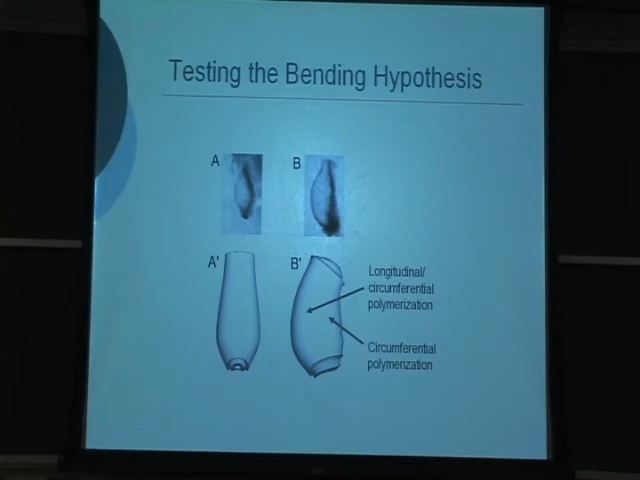 Testing the Bending Hypothesis
A
B
A'
B'
Longitudinal/
circumferential
polymerization
Circumferential
polymerization